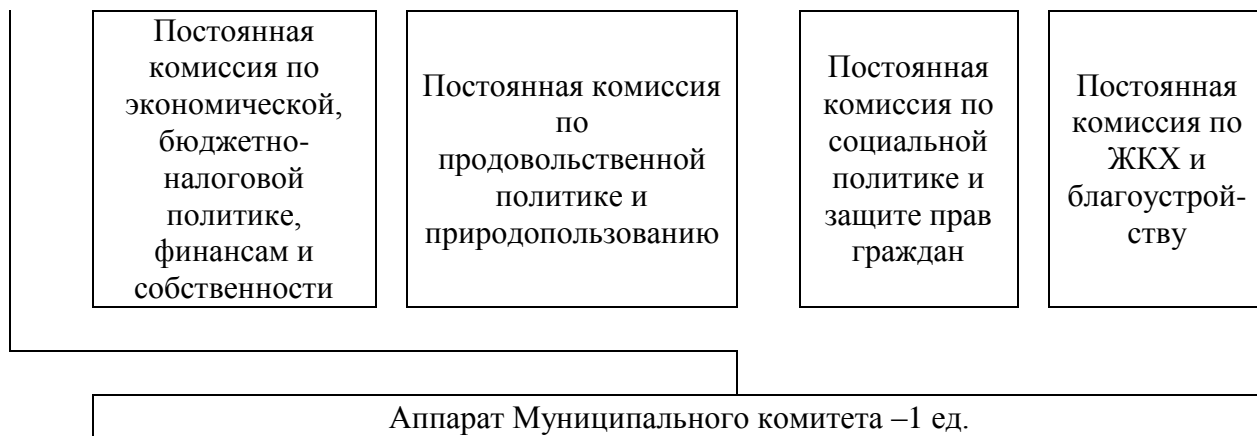 Постоянная
комиссия по
экономической,
бюджетно-
налоговой
политике,
финансам и
собственности
Постоянная комиссия
по
продовольственной
политике и
природопользованию
Постоянная
комиссия по
социальной
политике и
защите прав
граждан
Постоянная
комиссия по
ЖКХ и
благоустрой-
ству
Аппарат Муниципального комитета –1 ед.